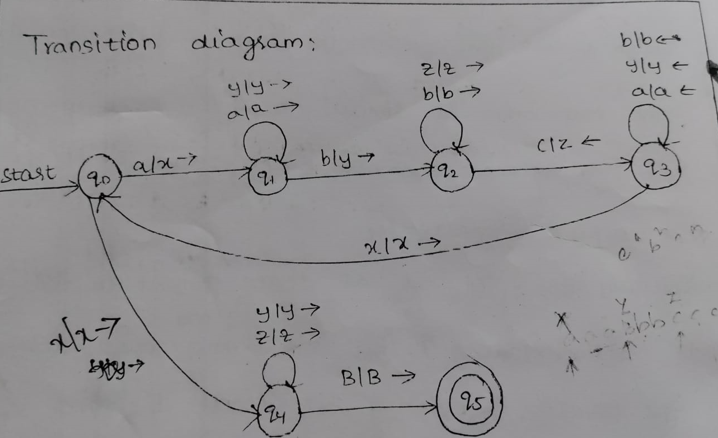 Transition diagram:
b/b ←
z/z → y/y ←
y/y → b/b → a/a ←
a/a →
start q0 a/x → q1 b/y → q2 c/z ← q3
x/x →
y/y →
x/x → z/z →
B/B →
q4 q5